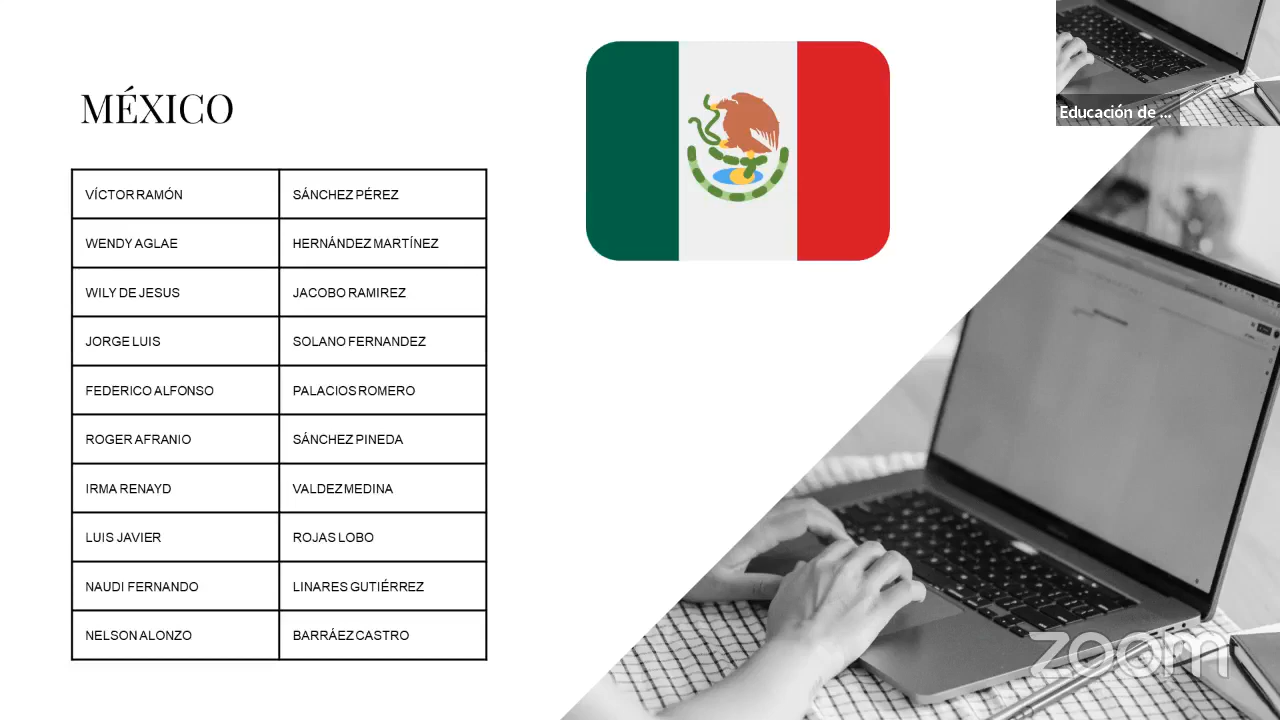 Educación de ...
MÉXICO
VÍCTOR RAMÓN SÁNCHEZ PÉREZ
WENDY AGLAE HERNÁNDEZ MARTÍNEZ
WILY DE JESUS JACOBO RAMIREZ
JORGE LUIS SOLANO FERNANDEZ
FEDERICO ALFONSO PALACIOS ROMERO
ROGER AFRANIO SÁNCHEZ PINEDA
IRMA RENAYD VALDEZ MEDINA
LUIS JAVIER ROJAS LOBO
NAUDI FERNANDO LINARES GUTIÉRREZ
NELSON ALONZO BARRÁEZ CASTRO
zoom